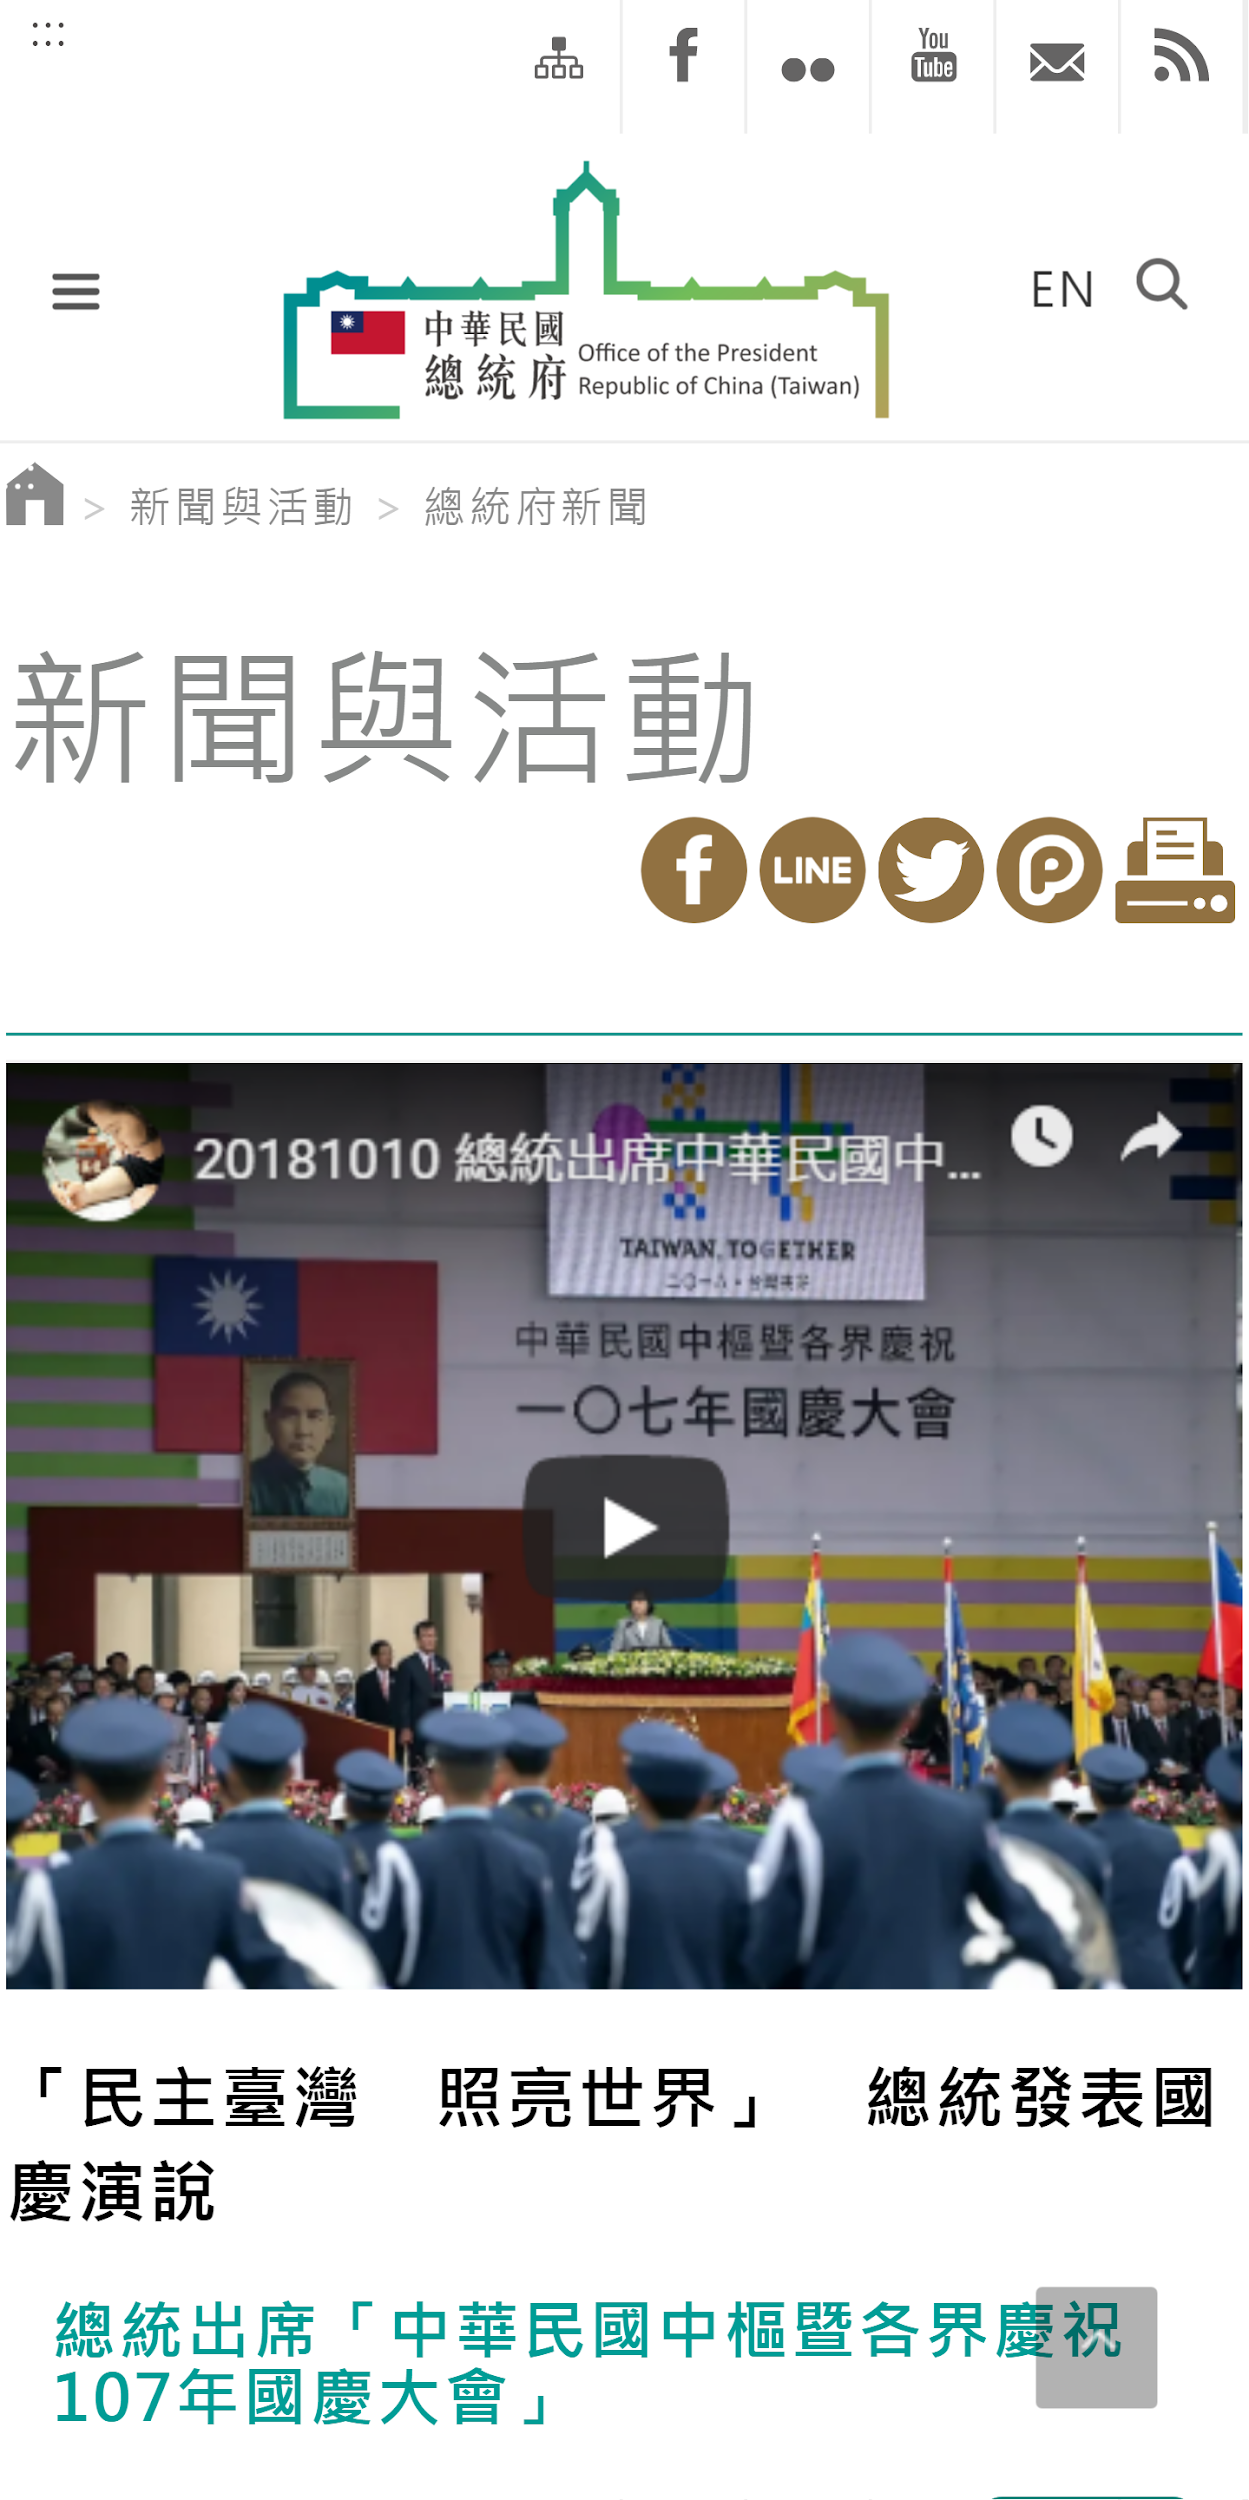 :::
You
Tube
中華民國
總統府
Office of the President
Republic of China (Taiwan)
EN
> 新聞與活動 > 總統府新聞
新聞與活動
LINE
20181010 總統出席中華民國中...
TAIWAN, TOGETHER
中華民國中樞暨各界慶祝
一〇七年國慶大會
「民主臺灣　照亮世界」　總統發表國
慶演說
總統出席「中華民國中樞暨各界慶祝
107年國慶大會」